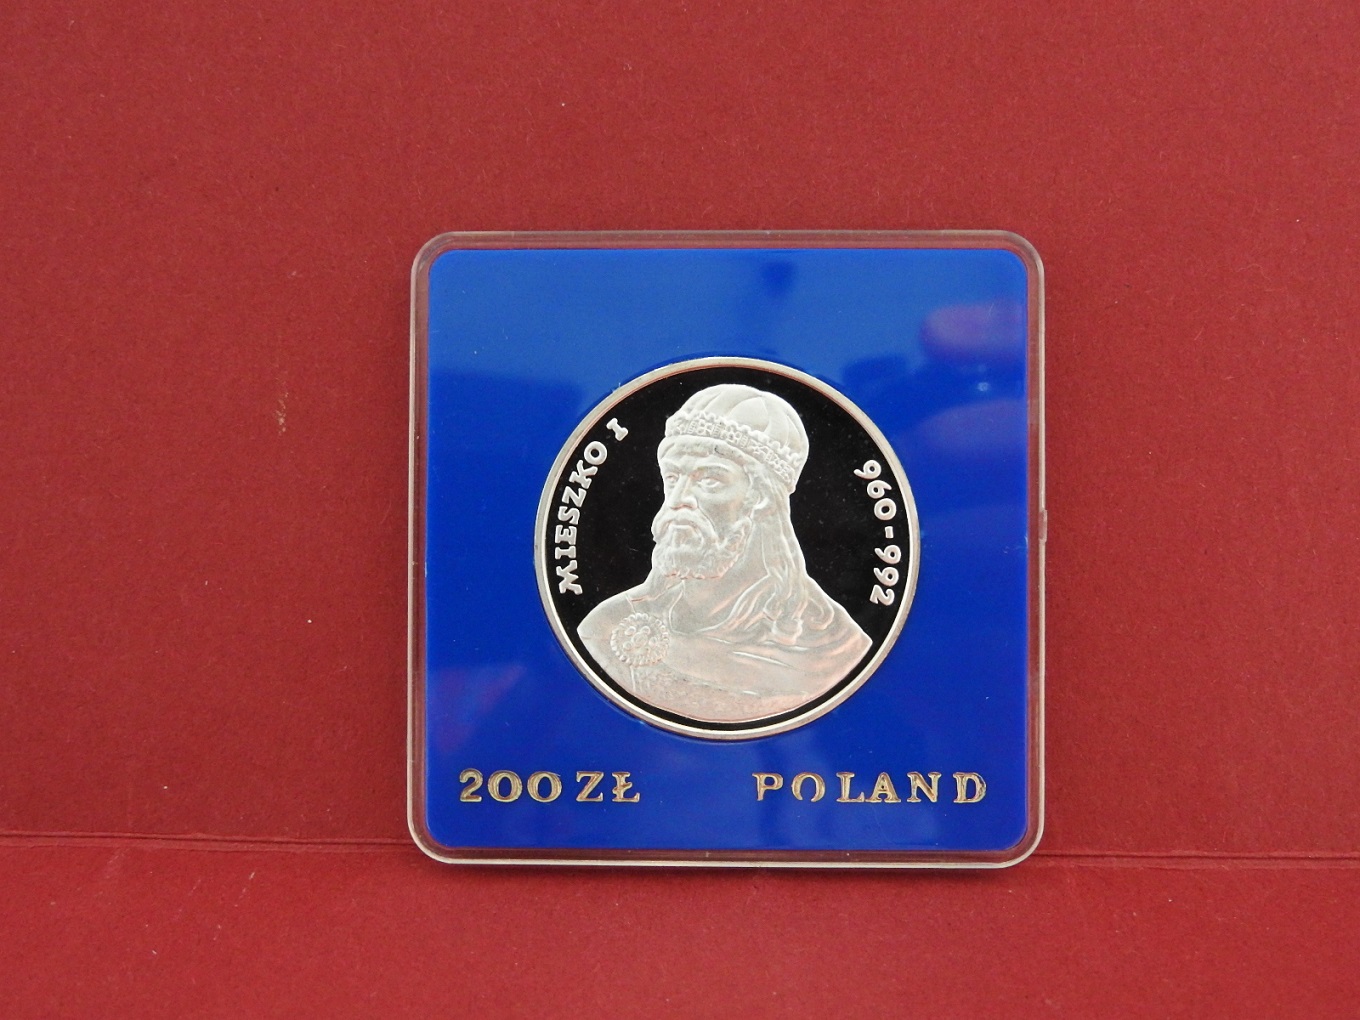 MIESZKO I
960-992
200 ZŁ POLAND